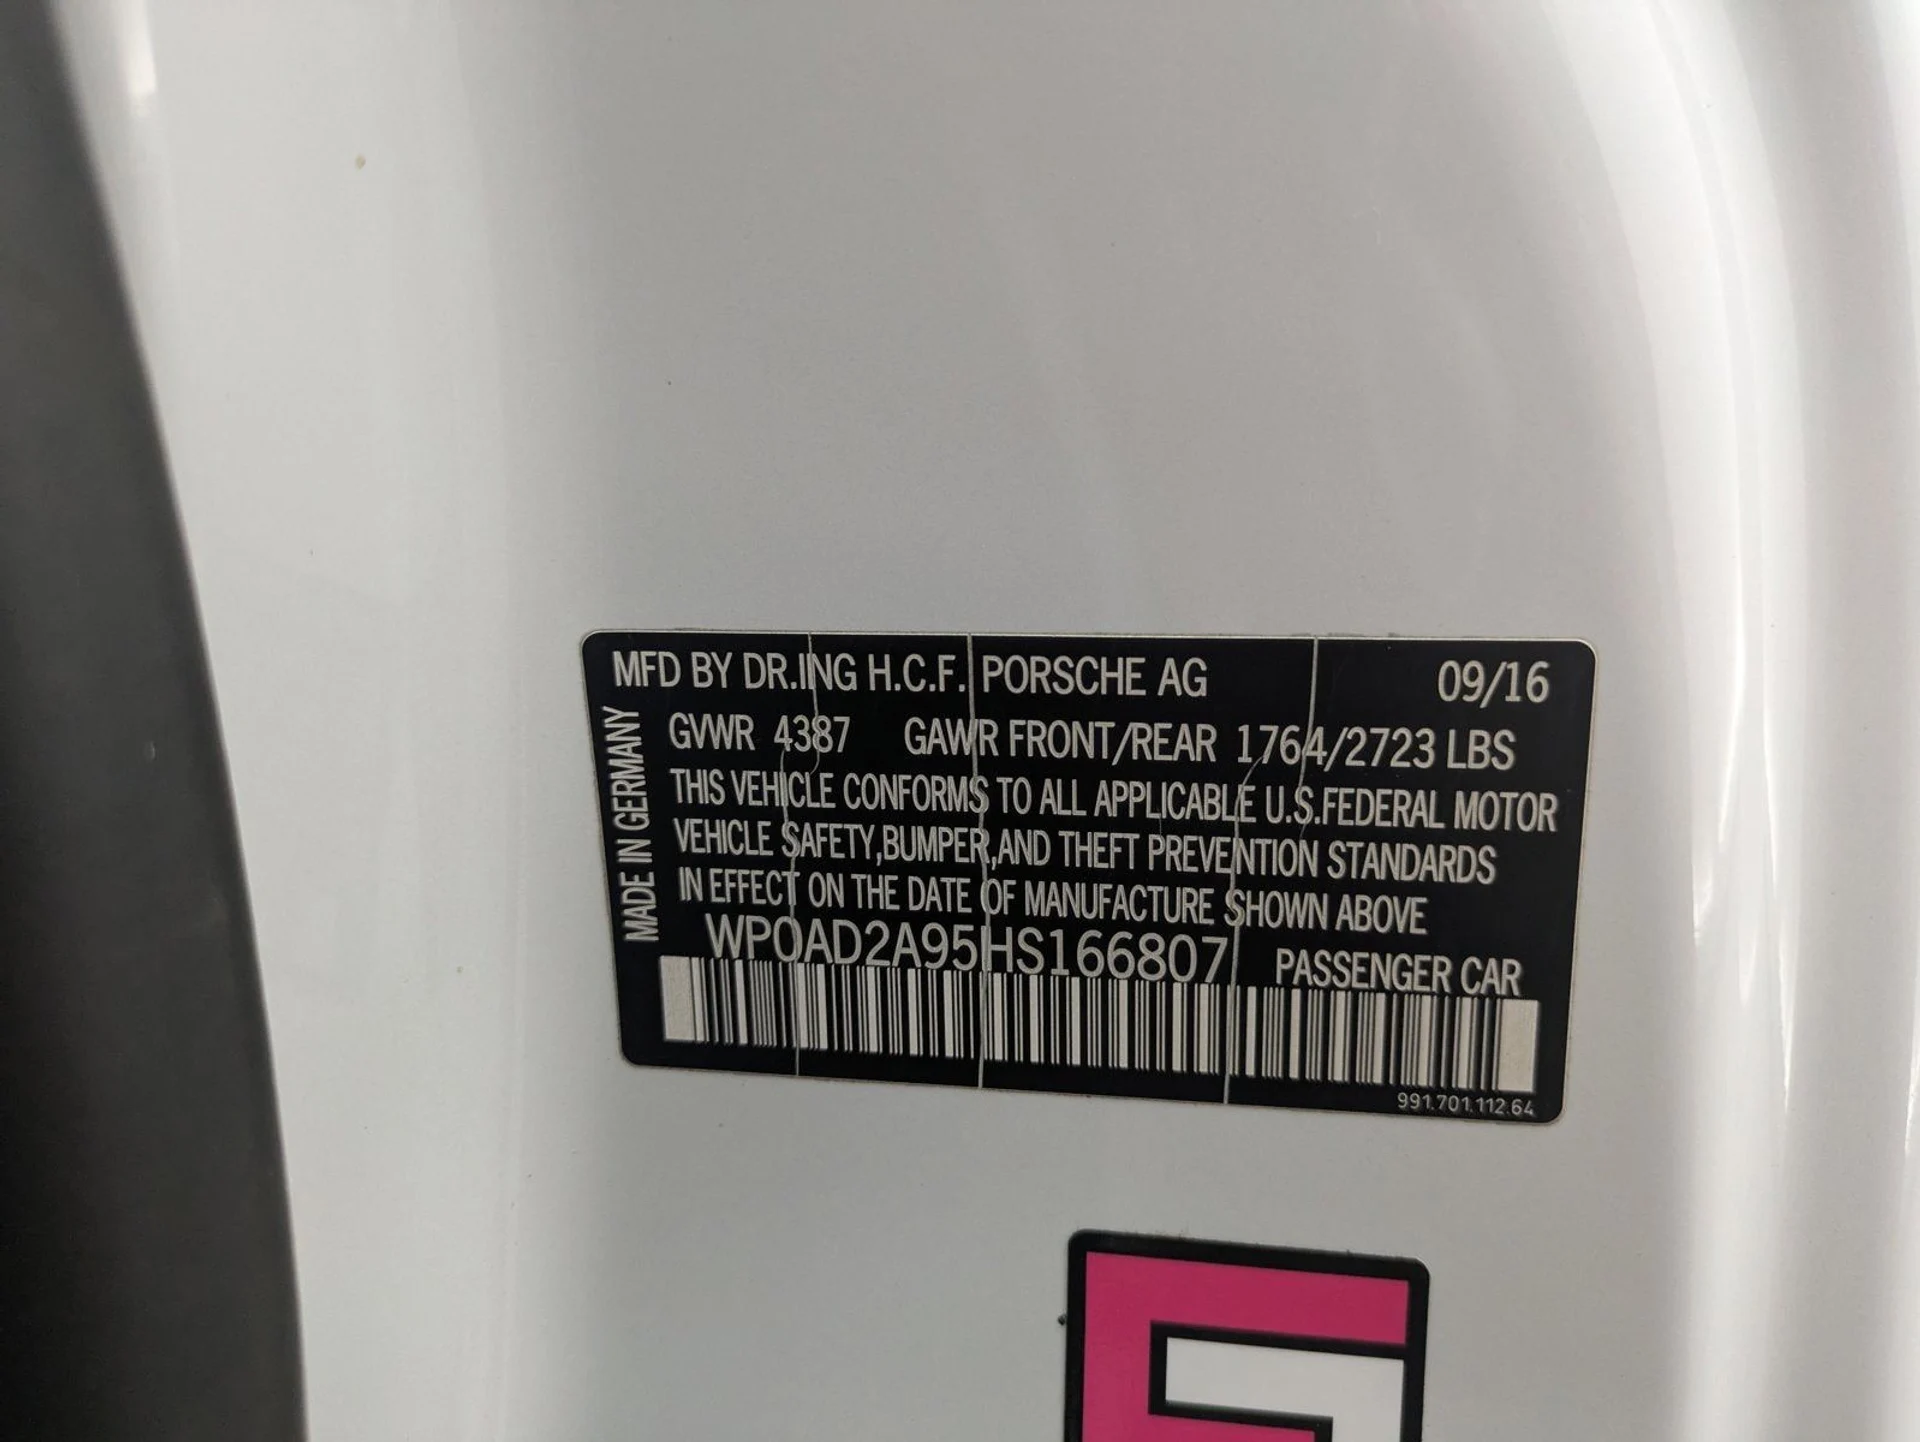 MFD BY DR.ING H.C.F. PORSCHE AG 09/16
GVWR 4387 GAWR FRONT/REAR 1764/2723 LBS
THIS VEHICLE CONFORMS TO ALL APPLICABLE U.S.FEDERAL MOTOR
VEHICLE SAFETY,BUMPER,AND THEFT PREVENTION STANDARDS
IN EFFECT ON THE DATE OF MANUFACTURE SHOWN ABOVE
WP0AD2A95HS166807 PASSENGER CAR
MADE IN GERMANY
991.701.112.64